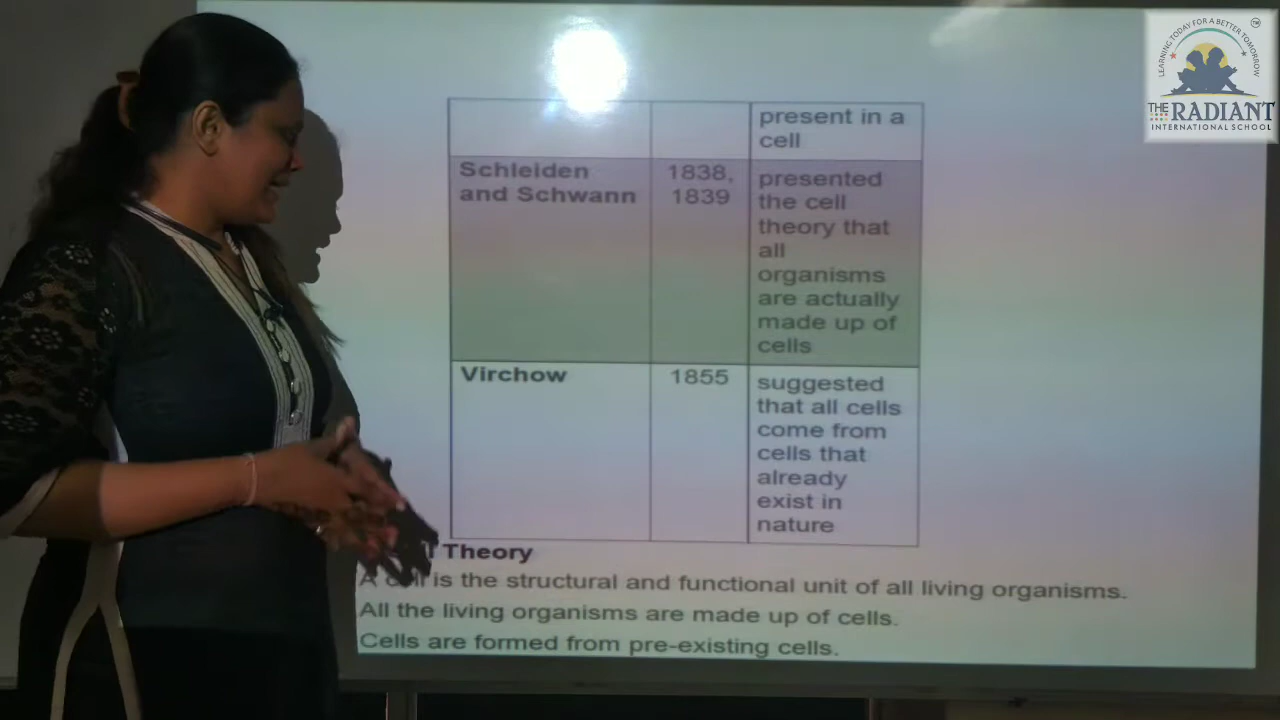 LEARNING TODAY FOR A BETTER TOMORROW
TM
THE RADIANT
INTERNATIONAL SCHOOL
present in a
cell
Schleiden
and Schwann
1838,
1839
presented
the cell
theory that
all
organisms
are actually
made up of
cells
Virchow
1855
suggested
that all cells
come from
cells that
already
exist in
nature
Theory
A cell is the structural and functional unit of all living organisms.
All the living organisms are made up of cells.
Cells are formed from pre-existing cells.